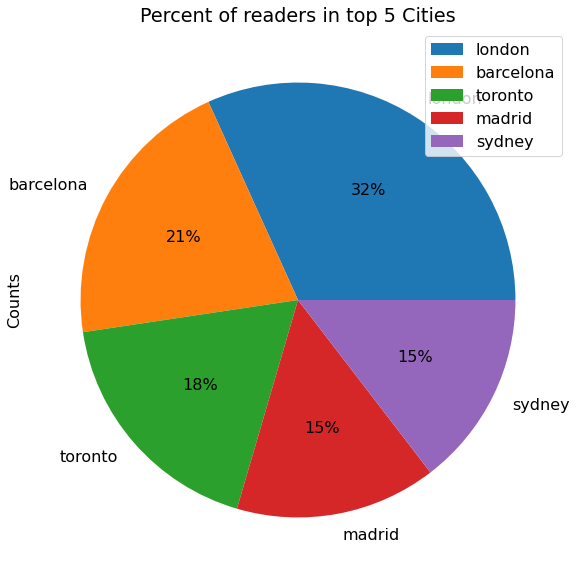 Percent of readers in top 5 Cities
london
barcelona
toronto
madrid
sydney
london
32%
barcelona
21%
Counts
18%
15%
15%
sydney
toronto
madrid